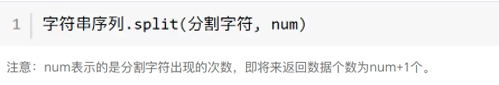 1 字符串序列.split(分割字符, num)
注意：num表示的是分割字符出现的次数，即将来返回数据个数为num+1个。